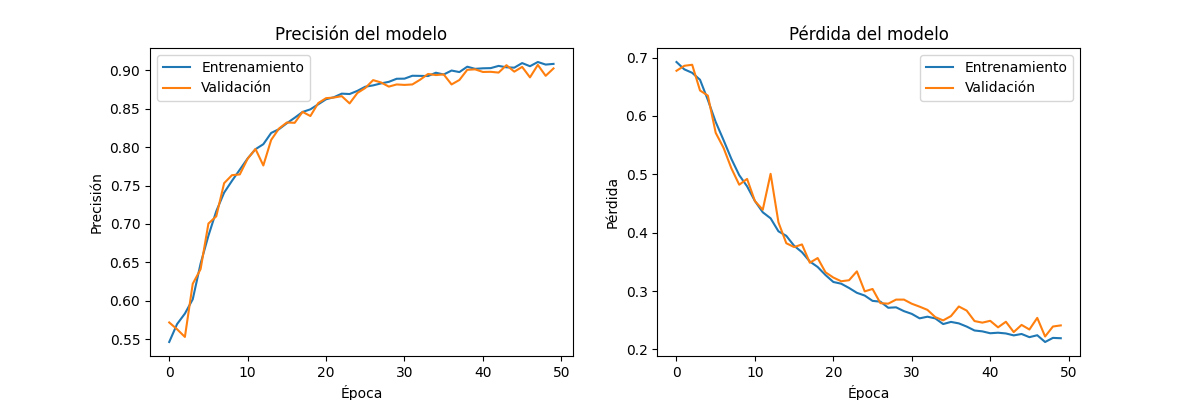 Precisión del modelo
Entrenamiento
Validación
Precisión
0.90
0.85
0.80
0.75
0.70
0.65
0.60
0.55
0 10 20 30 40 50
Época
Pérdida del modelo
Entrenamiento
Validación
Pérdida
0.7
0.6
0.5
0.4
0.3
0.2
0 10 20 30 40 50
Época